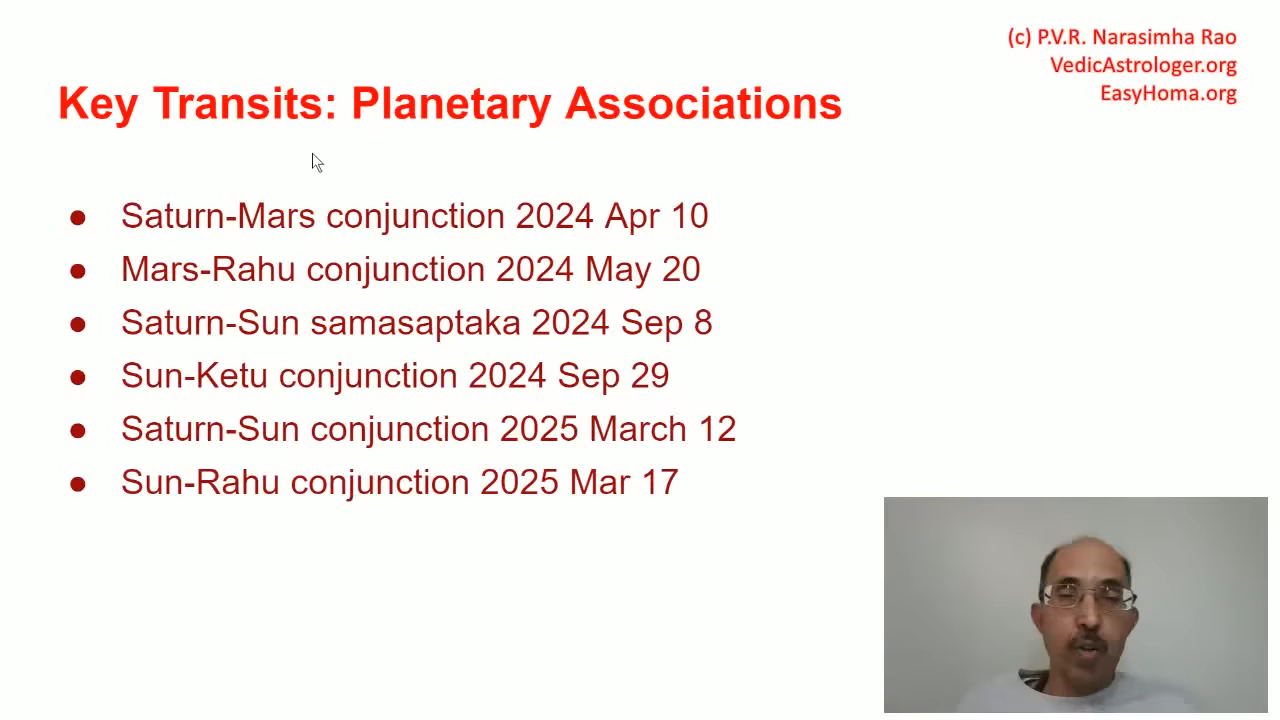 (c) P.V.R. Narasimha Rao
VedicAstrologer.org
EasyHoma.org
Key Transits: Planetary Associations
● Saturn-Mars conjunction 2024 Apr 10
● Mars-Rahu conjunction 2024 May 20
● Saturn-Sun samasaptaka 2024 Sep 8
● Sun-Ketu conjunction 2024 Sep 29
● Saturn-Sun conjunction 2025 March 12
● Sun-Rahu conjunction 2025 Mar 17